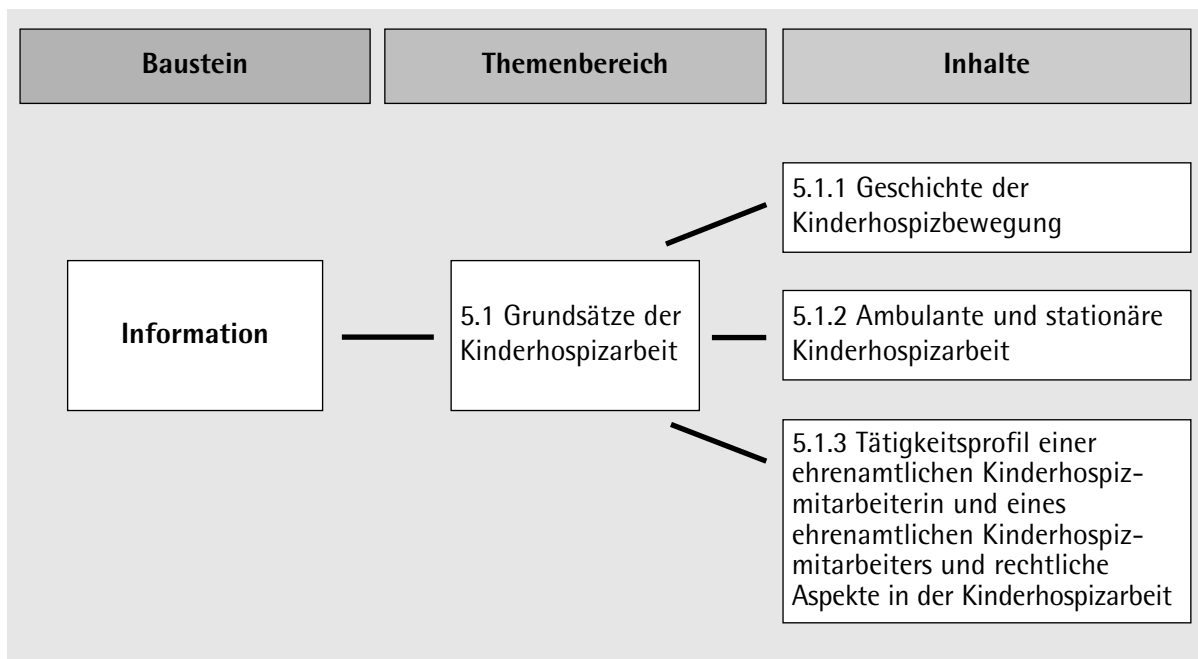 Baustein
Themenbereich
Inhalte
Information
5.1 Grundsätze der
Kinderhospizarbeit
5.1.1 Geschichte der
Kinderhospizbewegung
5.1.2 Ambulante und stationäre
Kinderhospizarbeit
5.1.3 Tätigkeitsprofil einer
ehrenamtlichen Kinderhospiz-
mitarbeiterin und eines
ehrenamtlichen Kinderhospiz-
mitarbeiters und rechtliche
Aspekte in der Kinderhospizarbeit